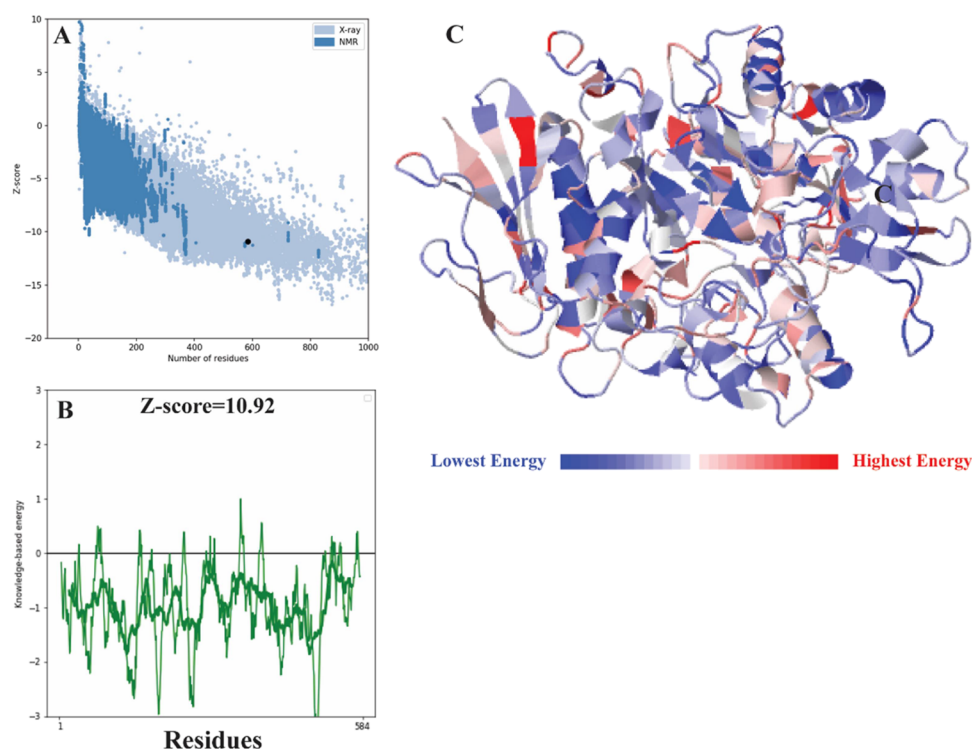 A
X-ray
NMR
10
5
0
−5
−10
−15
−20
Z-score
0
200
400
600
800
1000
Number of residues
B
Z-score=10.92
3
2
1
0
−1
−2
−3
Knowledge-based energy
1
584
Residues
C
C
Lowest Energy
Highest Energy